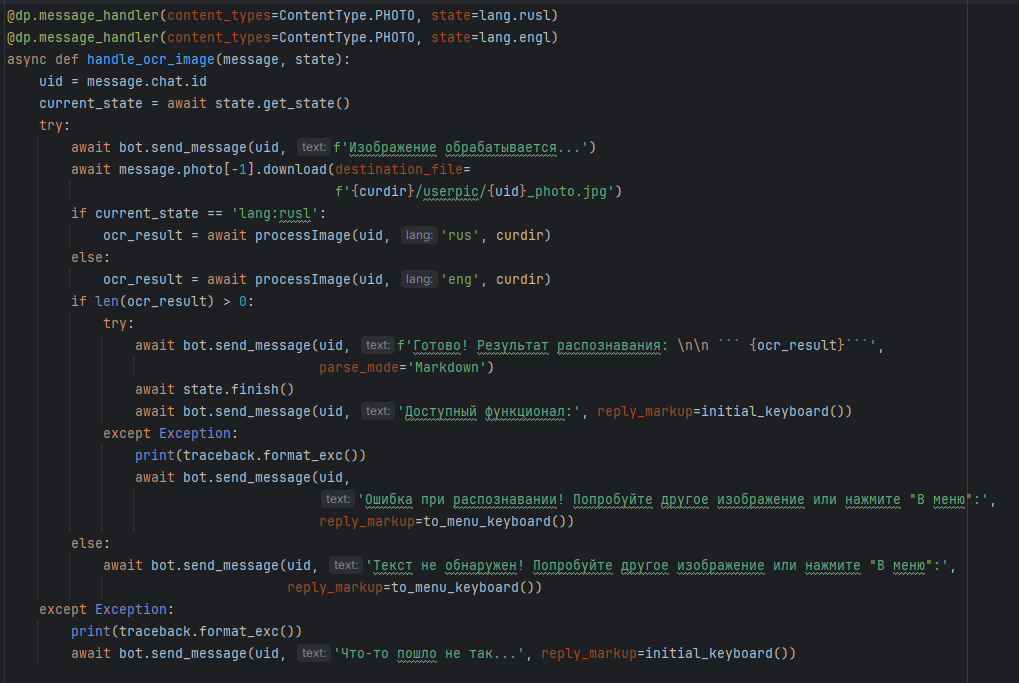 @dp.message_handler(content_types=ContentType.PHOTO, state=lang.rusl)
@dp.message_handler(content_types=ContentType.PHOTO, state=lang.engl)
async def handle_ocr_image(message, state):
    uid = message.chat.id
    current_state = await state.get_state()
    try:
        await bot.send_message(uid, text: f'Изображение обрабатывается...')
        await message.photo[-1].download(destination_file=
                                         f'{curdir}/userpic/{uid}_photo.jpg')
        if current_state == 'lang:rusl':
            ocr_result = await processImage(uid, lang: 'rus', curdir)
        else:
            ocr_result = await processImage(uid, lang: 'eng', curdir)
        if len(ocr_result) > 0:
            try:
                await bot.send_message(uid, text: f'Готово! Результат распознавания: \n\n ``` {ocr_result}```',
                                       parse_mode='Markdown')
                await state.finish()
                await bot.send_message(uid, text: 'Доступный функционал:', reply_markup=initial_keyboard())
            except Exception:
                print(traceback.format_exc())
                await bot.send_message(uid,
                                       text: 'Ошибка при распознавании! Попробуйте другое изображение или нажмите "В меню":',
                                       reply_markup=to_menu_keyboard())
        else:
            await bot.send_message(uid, text: 'Текст не обнаружен! Попробуйте другое изображение или нажмите "В меню":',
                                   reply_markup=to_menu_keyboard())
    except Exception:
        print(traceback.format_exc())
        await bot.send_message(uid, text: 'Что-то пошло не так...', reply_markup=initial_keyboard())